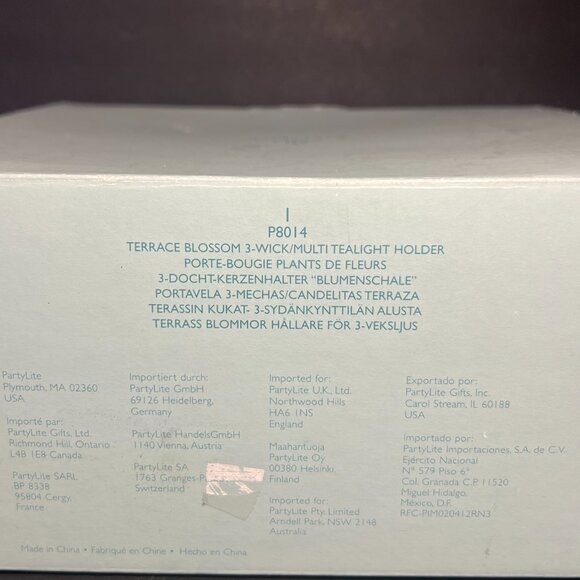 1
P8014
TERRACE BLOSSOM 3-WICK/MULTI TEALIGHT HOLDER
PORTE-BOUGIE PLANTS DE FLEURS
3-DOCHT-KERZENHALTER "BLUMENSCHALE"
PORTAVELA 3-MECHAS/CANDELITAS TERRAZA
TERASSIN KUKAT- 3-SYDÄNKYNTTILÄN ALUSTA
TERRASS BLOMMOR HÅLLARE FÖR 3-VEKSLJUS
PartyLite
Plymouth, MA 02360
USA
Importé par:
PartyLite Gifts, Ltd.
Richmond Hill, Ontario
L4B 1E8 Canada
PartyLite SARL
BP 8338
95804 Cergy,
France
Importiert durch:
PartyLite GmbH
69126 Heidelberg,
Germany
PartyLite HandelsGmbH
1140 Vienna, Austria
PartyLite SA
1763 Granges-
Switzerland
Imported for:
PartyLite U.K., Ltd.
Northwood Hills
HA6 1NS
England
Maahantuoja
PartyLite Oy
00380 Helsinki,
Finland
Imported for:
PartyLite Pty, Limited
Arndell Park, NSW 2148
Australia
Exportado por:
PartyLite Gifts, Inc.
Carol Stream, IL 60188
USA
Importado por:
PartyLite Importaciones, S.A. de C.V.
Ejército Nacional
N° 579 Piso 6°
Col. Granada C.P. 11520
Miguel Hidalgo,
México, D.F.
RFC-PIM020412RN3
Made in China • Fabriqué en Chine • Hecho en China